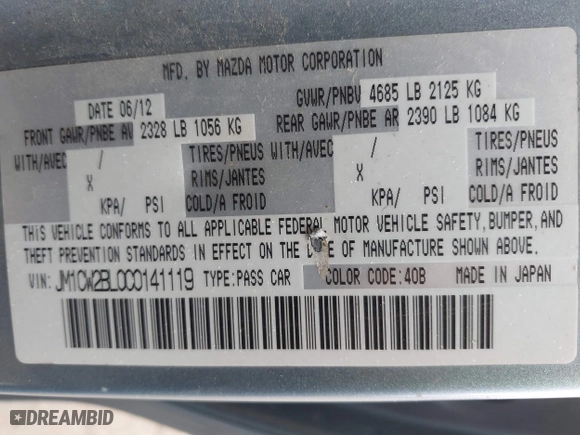 MFD. BY MAZDA MOTOR CORPORATION
DATE 06/12
GVWR/PNBV 4685 LB 2125 KG
FRONT GAWR/PNBE AV 2328 LB 1056 KG
REAR GAWR/PNBE AR 2390 LB 1084 KG
WITH/AVEC / TIRES/PNEUS WITH/AVEC / TIRES/PNEUS
X RIMS/JANTES X RIMS/JANTES
KPA/ PSI COLD/A FROID KPA/ PSI COLD/A FROID
THIS VEHICLE CONFORMS TO ALL APPLICABLE FEDERAL MOTOR VEHICLE SAFETY, BUMPER, AND
THEFT PREVENTION STANDARDS IN EFFECT ON THE OF MANUFACTURE SHOWN ABOVE.
VIN: JM1CW2BL0C0141119 TYPE: PASS CAR COLOR CODE: 40B MADE IN JAPAN
DREAMBID